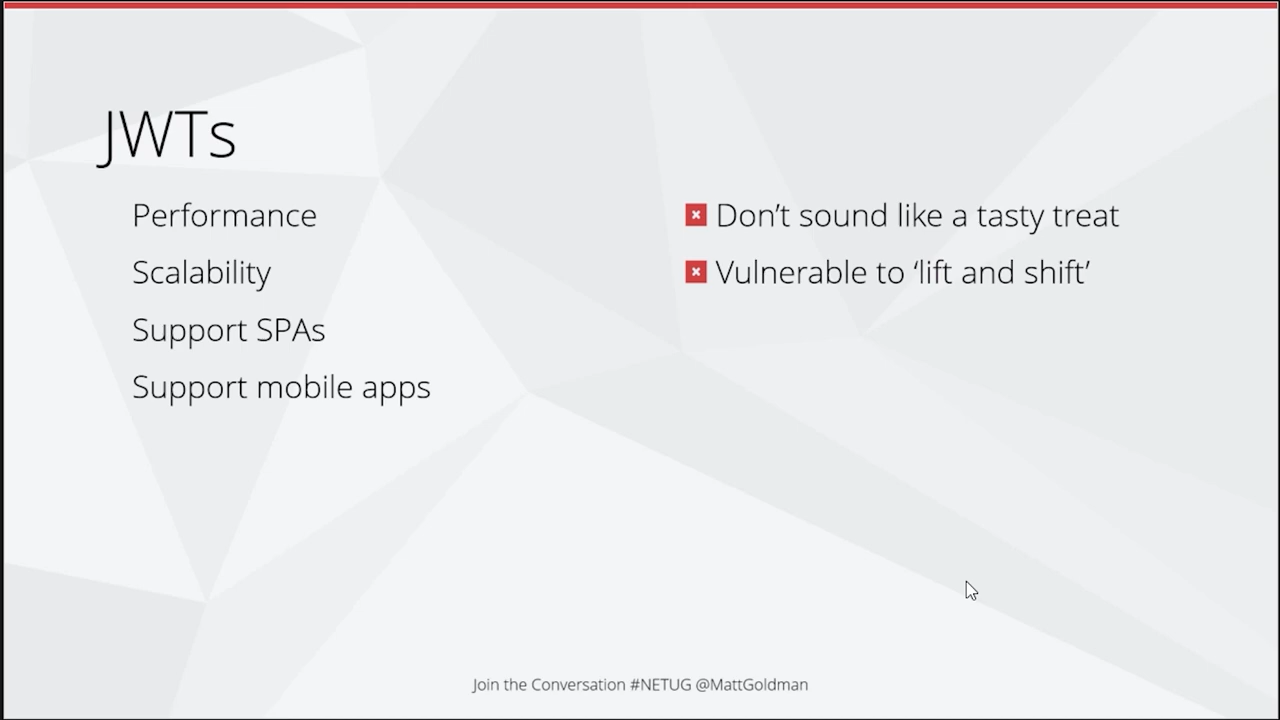 JWTs
Performance
Scalability
Support SPAs
Support mobile apps
Don’t sound like a tasty treat
Vulnerable to ‘lift and shift’
Join the Conversation #NETUG @MattGoldman